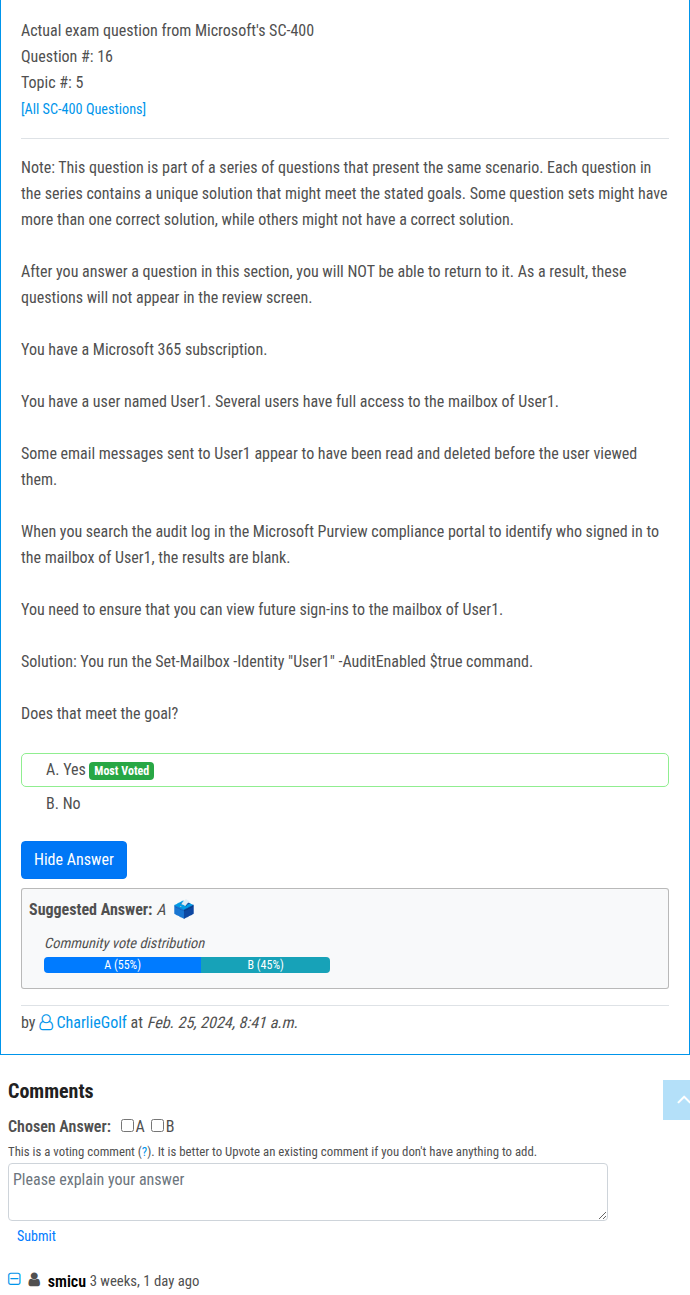 Actual exam question from Microsoft's SC-400
Question #: 16
Topic #: 5
[All SC-400 Questions]
Note: This question is part of a series of questions that present the same scenario. Each question in
the series contains a unique solution that might meet the stated goals. Some question sets might have
more than one correct solution, while others might not have a correct solution.
After you answer a question in this section, you will NOT be able to return to it. As a result, these
questions will not appear in the review screen.
You have a Microsoft 365 subscription.
You have a user named User1. Several users have full access to the mailbox of User1.
Some email messages sent to User1 appear to have been read and deleted before the user viewed
them.
When you search the audit log in the Microsoft Purview compliance portal to identify who signed in to
the mailbox of User1, the results are blank.
You need to ensure that you can view future sign-ins to the mailbox of User1.
Solution: You run the Set-Mailbox -Identity "User1" -AuditEnabled $true command.
Does that meet the goal?
A. Yes Most Voted
B. No
Hide Answer
Suggested Answer: A
Community vote distribution
A (55%) B (45%)
by CharlieGolf at Feb. 25, 2024, 8:41 a.m.
Comments
Chosen Answer: A B
This is a voting comment (?). It is better to Upvote an existing comment if you don't have anything to add.
Please explain your answer
Submit
smicu 3 weeks, 1 day ago